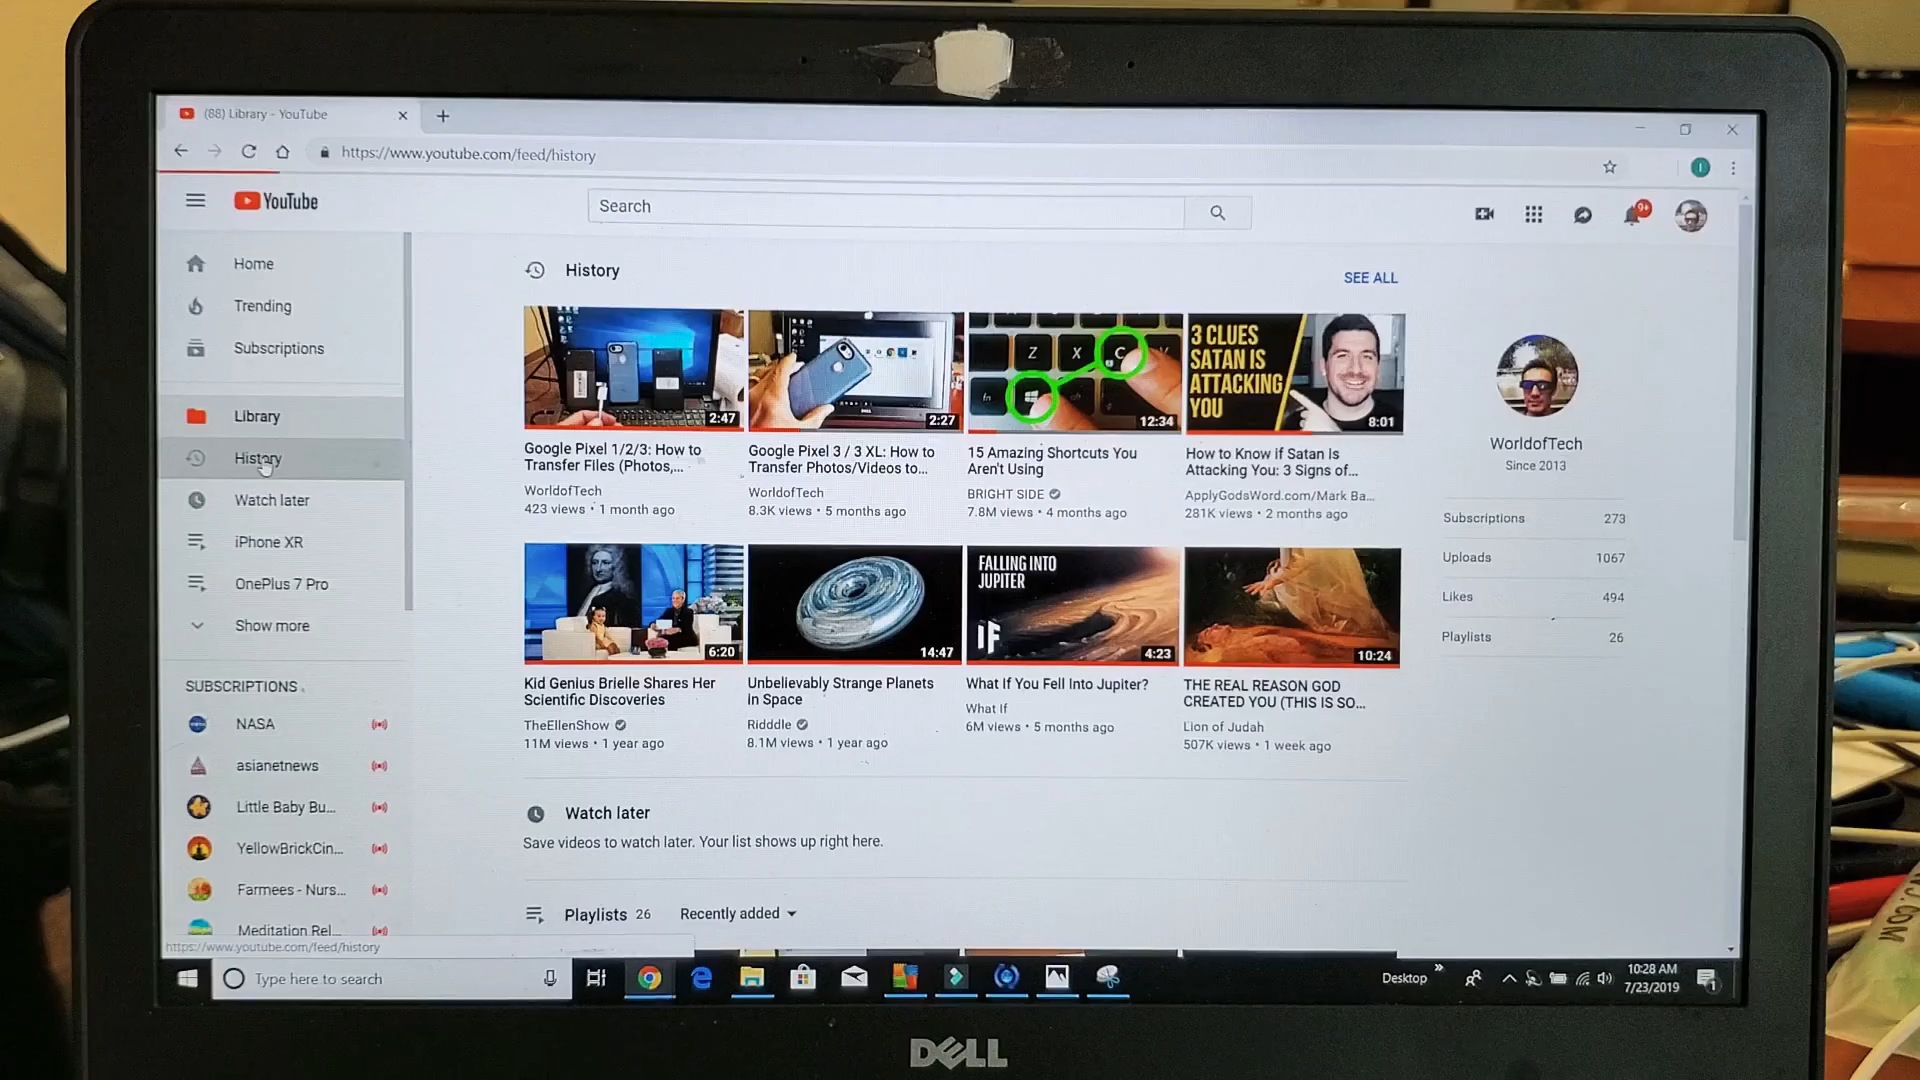 (88) Library - YouTube
https://www.youtube.com/feed/history
YouTube
Search
9+
Home
Trending
Subscriptions
Library
History
Watch later
iPhone XR
OnePlus 7 Pro
Show more
SUBSCRIPTIONS
NASA
asianetnews
Little Baby Bu...
YellowBrickCin...
Farmees - Nurs...
Meditation Rel...
https://www.youtube.com/feed/history
History
SEE ALL
2:47
Google Pixel 1/2/3: How to
Transfer Files (Photos,...
WorldofTech
423 views • 1 month ago
2:27
Google Pixel 3 / 3 XL: How to
Transfer Photos/Videos to...
WorldofTech
8.3K views • 5 months ago
Z X C
fn
12:34
15 Amazing Shortcuts You
Aren't Using
BRIGHT SIDE
7.8M views • 4 months ago
3 CLUES
SATAN IS
ATTACKING
YOU
8:01
How to Know if Satan Is
Attacking You: 3 Signs of...
ApplyGodsWord.com/Mark Ba...
281K views • 2 months ago
6:20
Kid Genius Brielle Shares Her
Scientific Discoveries
TheEllenShow
11M views • 1 year ago
14:47
Unbelievably Strange Planets
in Space
Ridddle
8.1M views • 1 year ago
FALLING INTO
JUPITER
IF
4:23
What If You Fell Into Jupiter?
What If
6M views • 5 months ago
10:24
THE REAL REASON GOD
CREATED YOU (THIS IS SO...
Lion of Judah
507K views • 1 week ago
WorldofTech
Since 2013
Subscriptions 273
Uploads 1067
Likes 494
Playlists 26
Watch later
Save videos to watch later. Your list shows up right here.
Playlists 26 Recently added
Type here to search
Desktop
10:28 AM
7/23/2019
1
DELL
.COM